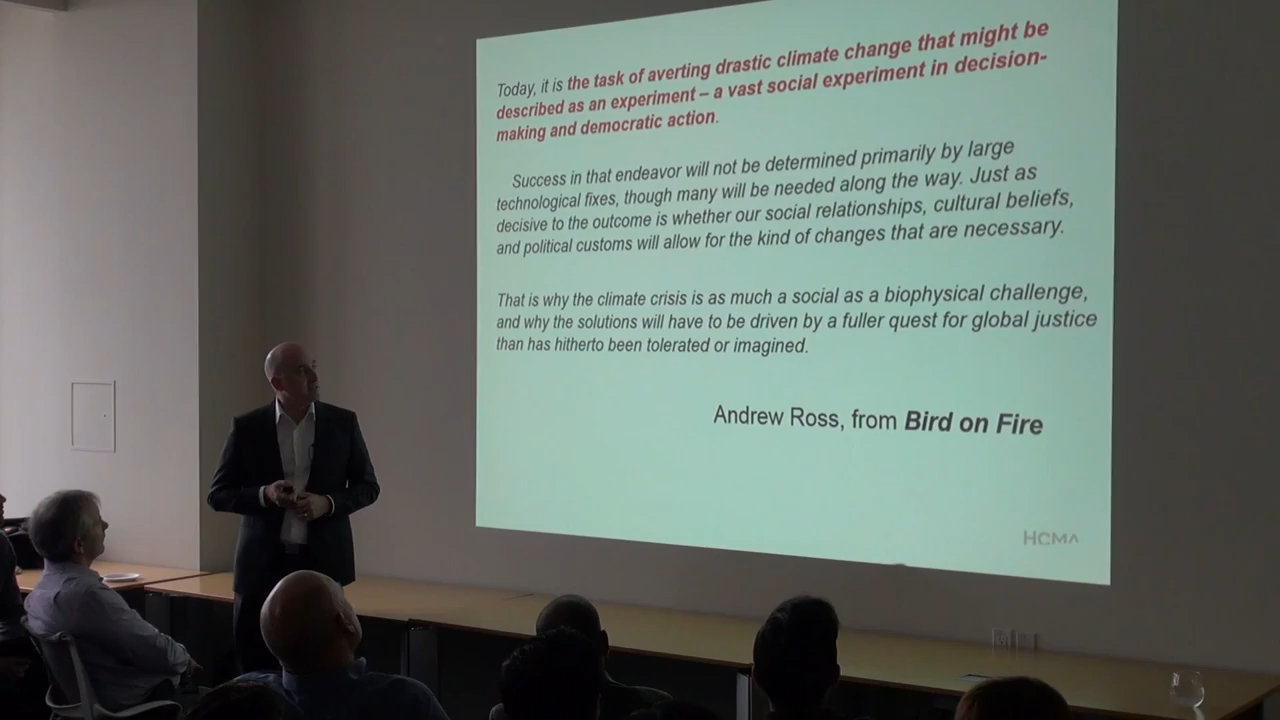 Today, it is the task of averting drastic climate change that might be
described as an experiment – a vast social experiment in decision-
making and democratic action.
Success in that endeavor will not be determined primarily by large
technological fixes, though many will be needed along the way. Just as
decisive to the outcome is whether our social relationships, cultural beliefs,
and political customs will allow for the kind of changes that are necessary.
That is why the climate crisis is as much a social as a biophysical challenge,
and why the solutions will have to be driven by a fuller quest for global justice
than has hitherto been tolerated or imagined.
Andrew Ross, from Bird on Fire
HCMA